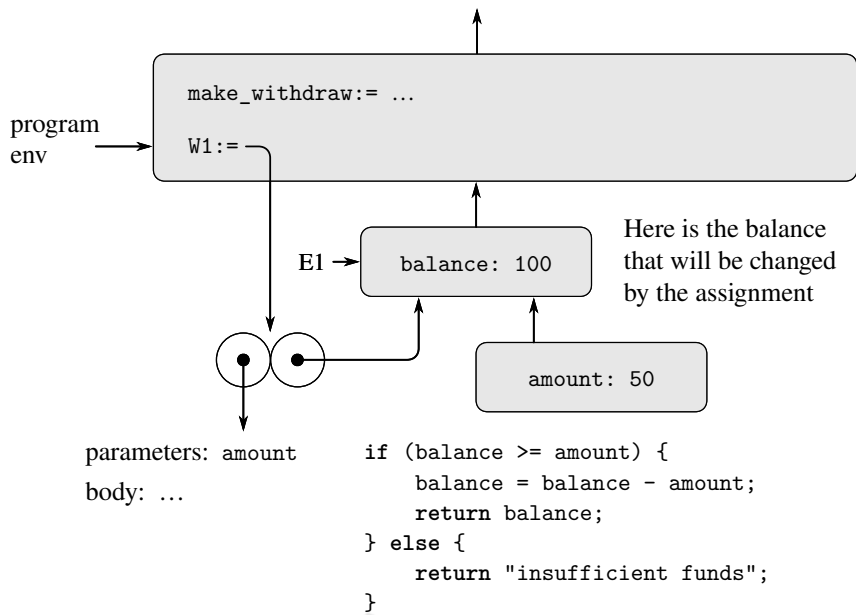 make_withdraw:= ...
program
env
W1:=
Here is the balance
that will be changed
by the assignment
E1
balance: 100
amount: 50
parameters: amount
body: ...
if (balance >= amount) {
balance = balance - amount;
return balance;
} else {
return "insufficient funds";
}